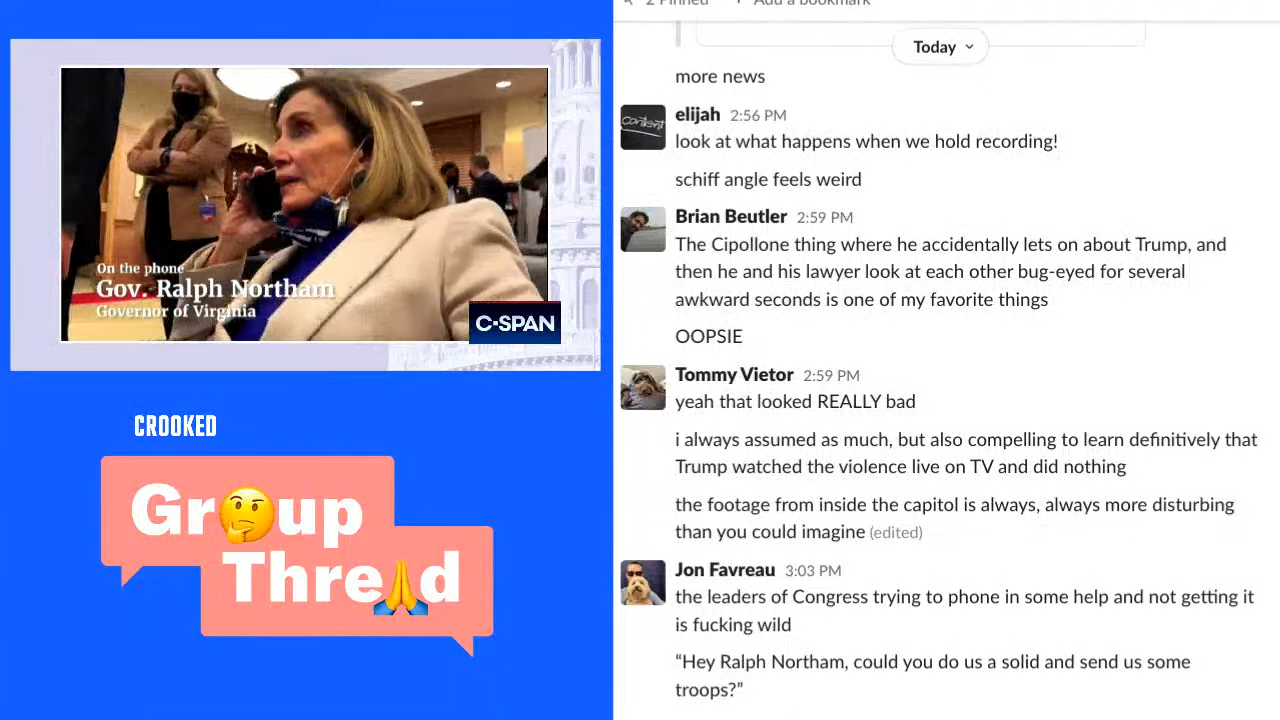 On the phone
Gov. Ralph Northam
Governor of Virginia
C-SPAN
CROOKED
Gr🤔up
Thre🙏d
2 Pinned + Add a bookmark
Today
more news
elijah 2:56 PM
content
look at what happens when we hold recording!
schiff angle feels weird
Brian Beutler 2:59 PM
The Cipollone thing where he accidentally lets on about Trump, and
then he and his lawyer look at each other bug-eyed for several
awkward seconds is one of my favorite things
OOPSIE
Tommy Vietor 2:59 PM
yeah that looked REALLY bad
i always assumed as much, but also compelling to learn definitively that
Trump watched the violence live on TV and did nothing
the footage from inside the capitol is always, always more disturbing
than you could imagine (edited)
Jon Favreau 3:03 PM
the leaders of Congress trying to phone in some help and not getting it
is fucking wild
“Hey Ralph Northam, could you do us a solid and send us some
troops?”